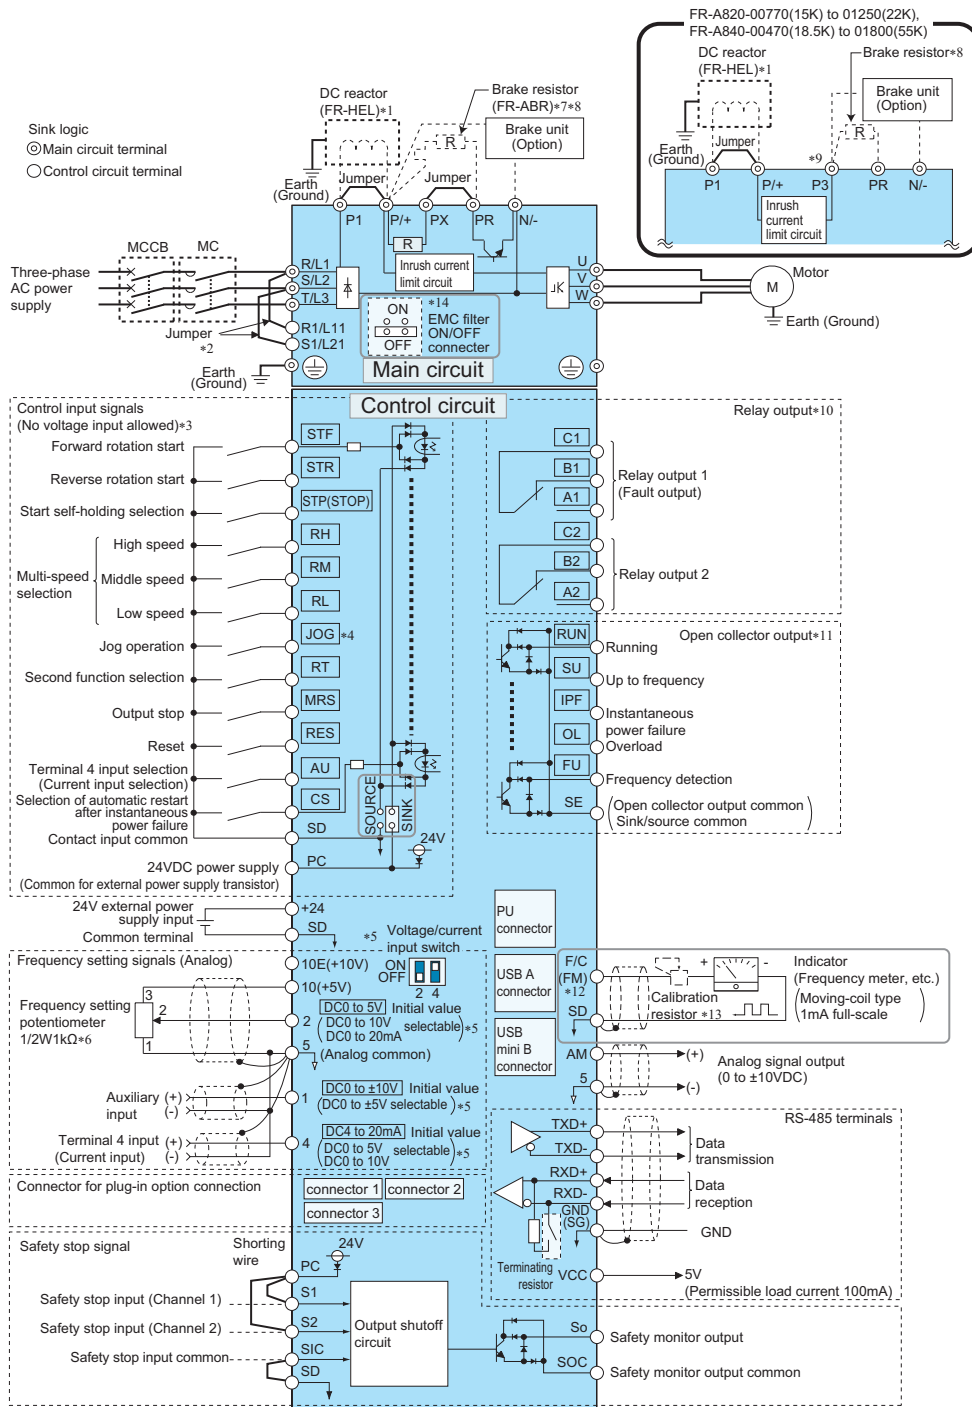 FR-A820-00770(15K) to 01250(22K),
FR-A840-00470(18.5K) to 01800(55K)
DC reactor
(FR-HEL)*1
Brake resistor*8
Brake unit
(Option)
R
Earth
(Ground)
Jumper
*9
P1
P/+
P3
PR
N/-
Inrush
current
limit circuit
Sink logic
Main circuit terminal
Control circuit terminal
DC reactor
(FR-HEL)*1
Brake resistor
(FR-ABR)*7*8
Brake unit
(Option)
R
Earth
(Ground)
Jumper
Jumper
P1
P/+
PX
PR
N/-
R
Inrush current
limit circuit
MCCB
MC
Three-phase
AC power
supply
R/L1
S/L2
T/L3
R1/L11
S1/L21
Jumper
*2
U
V
W
Motor
M
Earth (Ground)
ON
OFF
*14
EMC filter
ON/OFF
connecter
Earth
(Ground)
Main circuit
Control circuit
Control input signals
(No voltage input allowed)*3
Forward rotation start
STF
Reverse rotation start
STR
Start self-holding selection
STP(STOP)
Multi-speed
selection
High speed
RH
Middle speed
RM
Low speed
RL
Jog operation
JOG *4
Second function selection
RT
Output stop
MRS
Reset
RES
Terminal 4 input selection
(Current input selection)
AU
Selection of automatic restart
after instantaneous
power failure
CS
Contact input common
SD
SOURCE
SINK
24V
24VDC power supply
(Common for external power supply transistor)
PC
Relay output*10
C1
B1
A1
Relay output 1
(Fault output)
C2
B2
A2
Relay output 2
Open collector output*11
RUN
Running
SU
Up to frequency
IPF
Instantaneous
power failure
OL
Overload
FU
Frequency detection
SE
(Open collector output common
Sink/source common)
24V external power
supply input
+24
Common terminal
SD
*5
Voltage/current
input switch
ON
OFF
2 4
PU
connector
USB A
connector
USB
mini B
connector
Frequency setting signals (Analog)
10E(+10V)
10(+5V)
Frequency setting
potentiometer
1/2W1kΩ*6
3
2
1
2
DC0 to 5V Initial value
(DC0 to 10V
DC0 to 20mA selectable)*5
5
(Analog common)
Auxiliary
input
(+)
(-)
1
DC0 to ±10V Initial value
(DC0 to ±5V selectable)*5
Terminal 4 input
(Current input)
(+)
(-)
4
DC4 to 20mA Initial value
(DC0 to 5V
DC0 to 10V selectable)*5
F/C
(FM)
*12
SD
+
-
Calibration
resistor *13
Indicator
(Frequency meter, etc.)
(Moving-coil type
1mA full-scale)
AM
5
(+)
(-)
Analog signal output
(0 to ±10VDC)
RS-485 terminals
TXD+
TXD-
Data
transmission
RXD+
RXD-
Data
reception
GND
(SG)
GND
Terminating
resistor
VCC
5V
(Permissible load current 100mA)
Connector for plug-in option connection
connector 1
connector 2
connector 3
Safety stop signal
Shorting
wire
24V
PC
Safety stop input (Channel 1)
S1
Safety stop input (Channel 2)
S2
Safety stop input common
SIC
SD
Output shutoff
circuit
So
Safety monitor output
SOC
Safety monitor output common